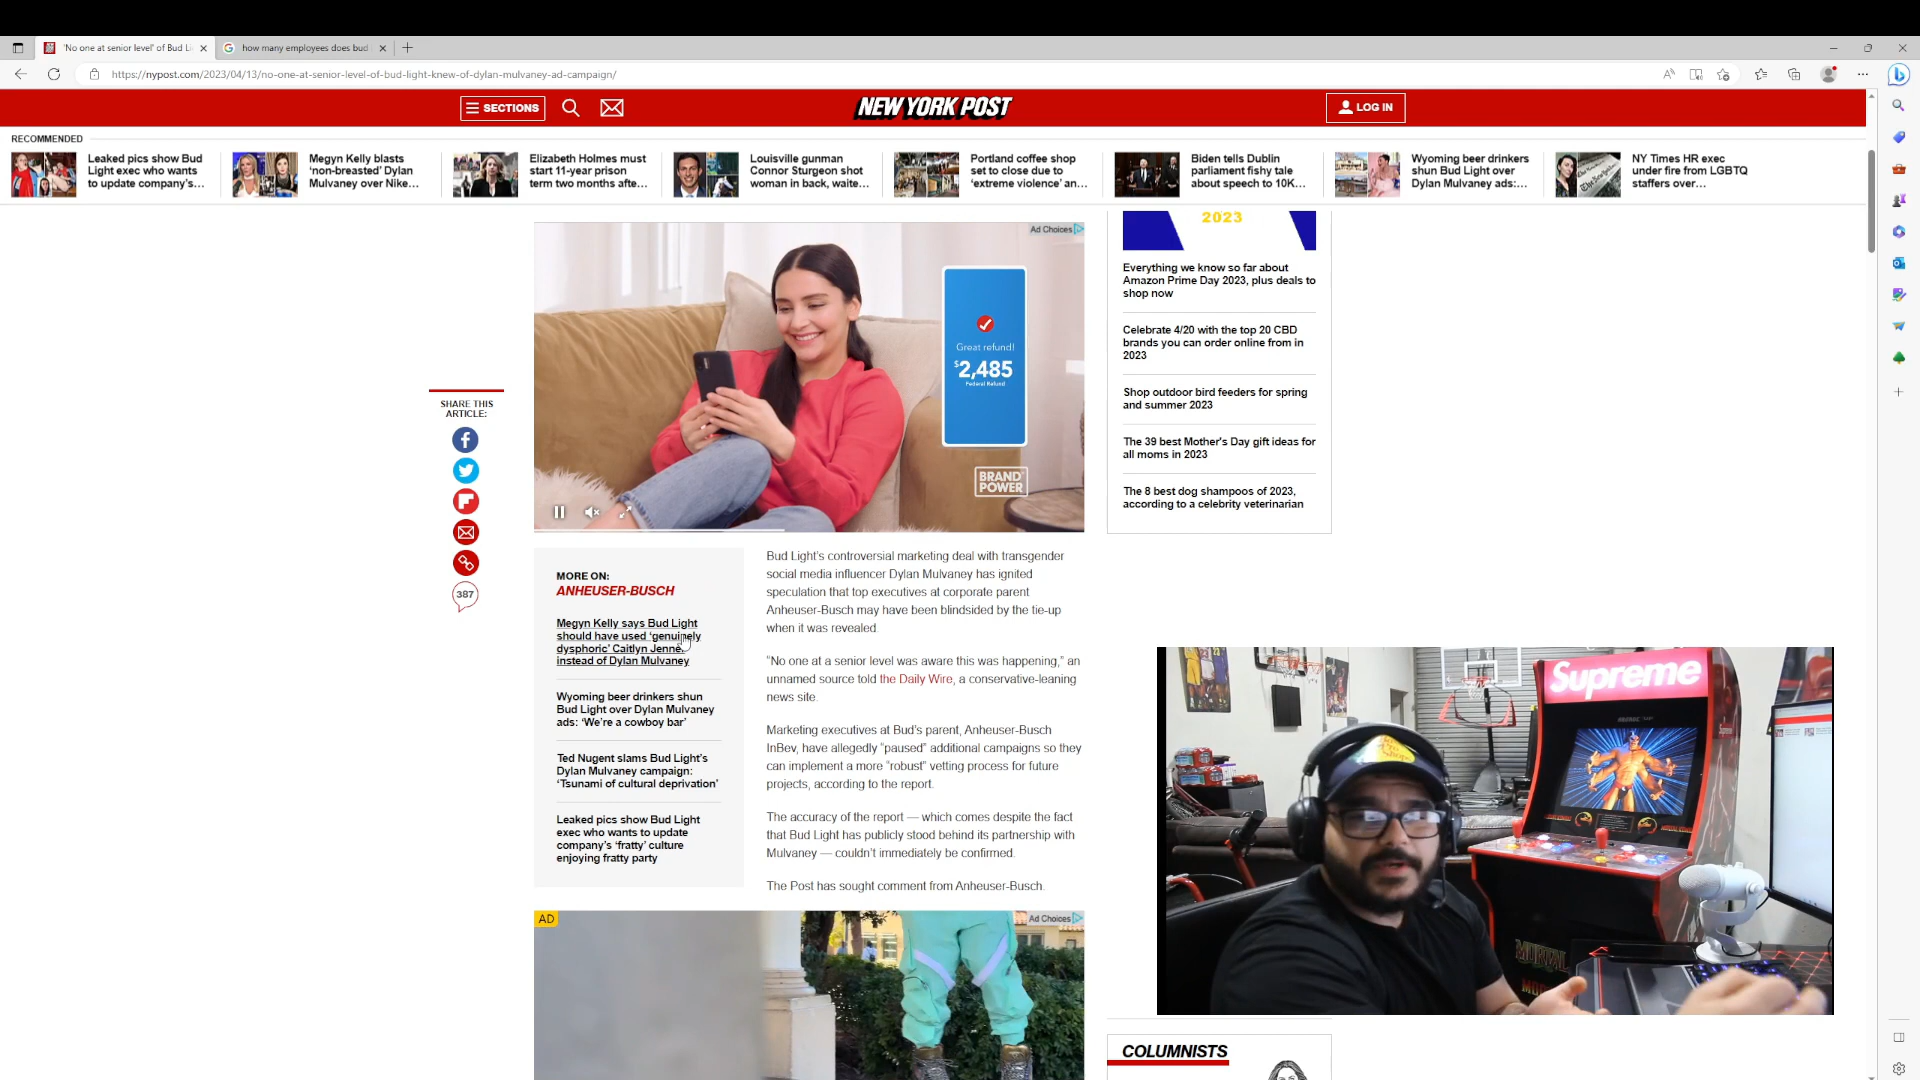 'No one at senior level' of Bud Li
how many employees does bud
https://nypost.com/2023/04/13/no-one-at-senior-level-of-bud-light-knew-of-dylan-mulvaney-ad-campaign/
SECTIONS
NEW YORK POST
LOG IN
RECOMMENDED
Leaked pics show Bud
Light exec who wants
to update company's...
Megyn Kelly blasts
'non-breasted' Dylan
Mulvaney over Nike...
Elizabeth Holmes must
start 11-year prison
term two months afte...
Louisville gunman
Connor Sturgeon shot
woman in back, waite...
Portland coffee shop
set to close due to
'extreme violence' an...
Biden tells Dublin
parliament fishy tale
about speech to 10K...
Wyoming beer drinkers
shun Bud Light over
Dylan Mulvaney ads:...
NY Times HR exec
under fire from LGBTQ
staffers over...
Ad Choices
Great refund!
$2,485
Federal Refund
BRAND
POWER
SHARE THIS
ARTICLE:
387
2023
Everything we know so far about
Amazon Prime Day 2023, plus deals to
shop now
Celebrate 4/20 with the top 20 CBD
brands you can order online from in
2023
Shop outdoor bird feeders for spring
and summer 2023
The 39 best Mother's Day gift ideas for
all moms in 2023
The 8 best dog shampoos of 2023,
according to a celebrity veterinarian
MORE ON:
ANHEUSER-BUSCH
Megyn Kelly says Bud Light
should have used 'genuinely
dysphoric' Caitlyn Jenner
instead of Dylan Mulvaney
Wyoming beer drinkers shun
Bud Light over Dylan Mulvaney
ads: 'We're a cowboy bar'
Ted Nugent slams Bud Light's
Dylan Mulvaney campaign:
'Tsunami of cultural deprivation'
Leaked pics show Bud Light
exec who wants to update
company's 'fratty' culture
enjoying fratty party
Bud Light's controversial marketing deal with transgender
social media influencer Dylan Mulvaney has ignited
speculation that top executives at corporate parent
Anheuser-Busch may have been blindsided by the tie-up
when it was revealed.
"No one at a senior level was aware this was happening," an
unnamed source told the Daily Wire, a conservative-leaning
news site.
Marketing executives at Bud's parent, Anheuser-Busch
InBev, have allegedly "paused" additional campaigns so they
can implement a more "robust" vetting process for future
projects, according to the report.
The accuracy of the report — which comes despite the fact
that Bud Light has publicly stood behind its partnership with
Mulvaney — couldn't immediately be confirmed.
The Post has sought comment from Anheuser-Busch.
AD
Ad Choices
Supreme
MORTAL
COLUMNISTS